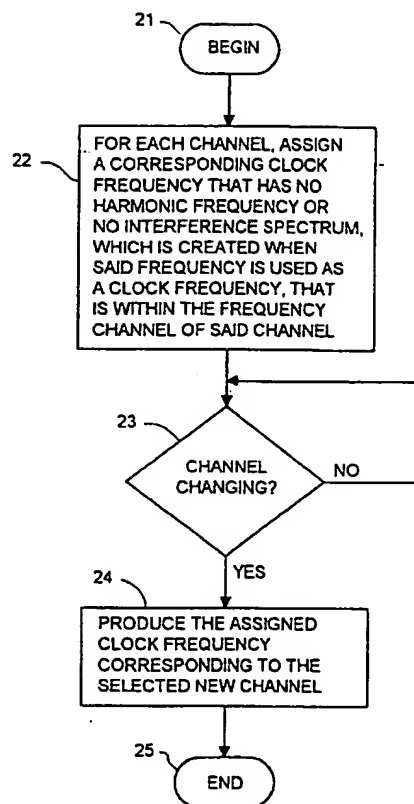 21
BEGIN
22
FOR EACH CHANNEL, ASSIGN
A CORRESPONDING CLOCK
FREQUENCY THAT HAS NO
HARMONIC FREQUENCY OR
NO INTERFERENCE SPECTRUM,
WHICH IS CREATED WHEN
SAID FREQUENCY IS USED AS
A CLOCK FREQUENCY, THAT
IS WITHIN THE FREQUENCY
CHANNEL OF SAID CHANNEL
23
CHANNEL
CHANGING?
NO
YES
24
PRODUCE THE ASSIGNED
CLOCK FREQUENCY
CORRESPONDING TO THE
SELECTED NEW CHANNEL
25
END